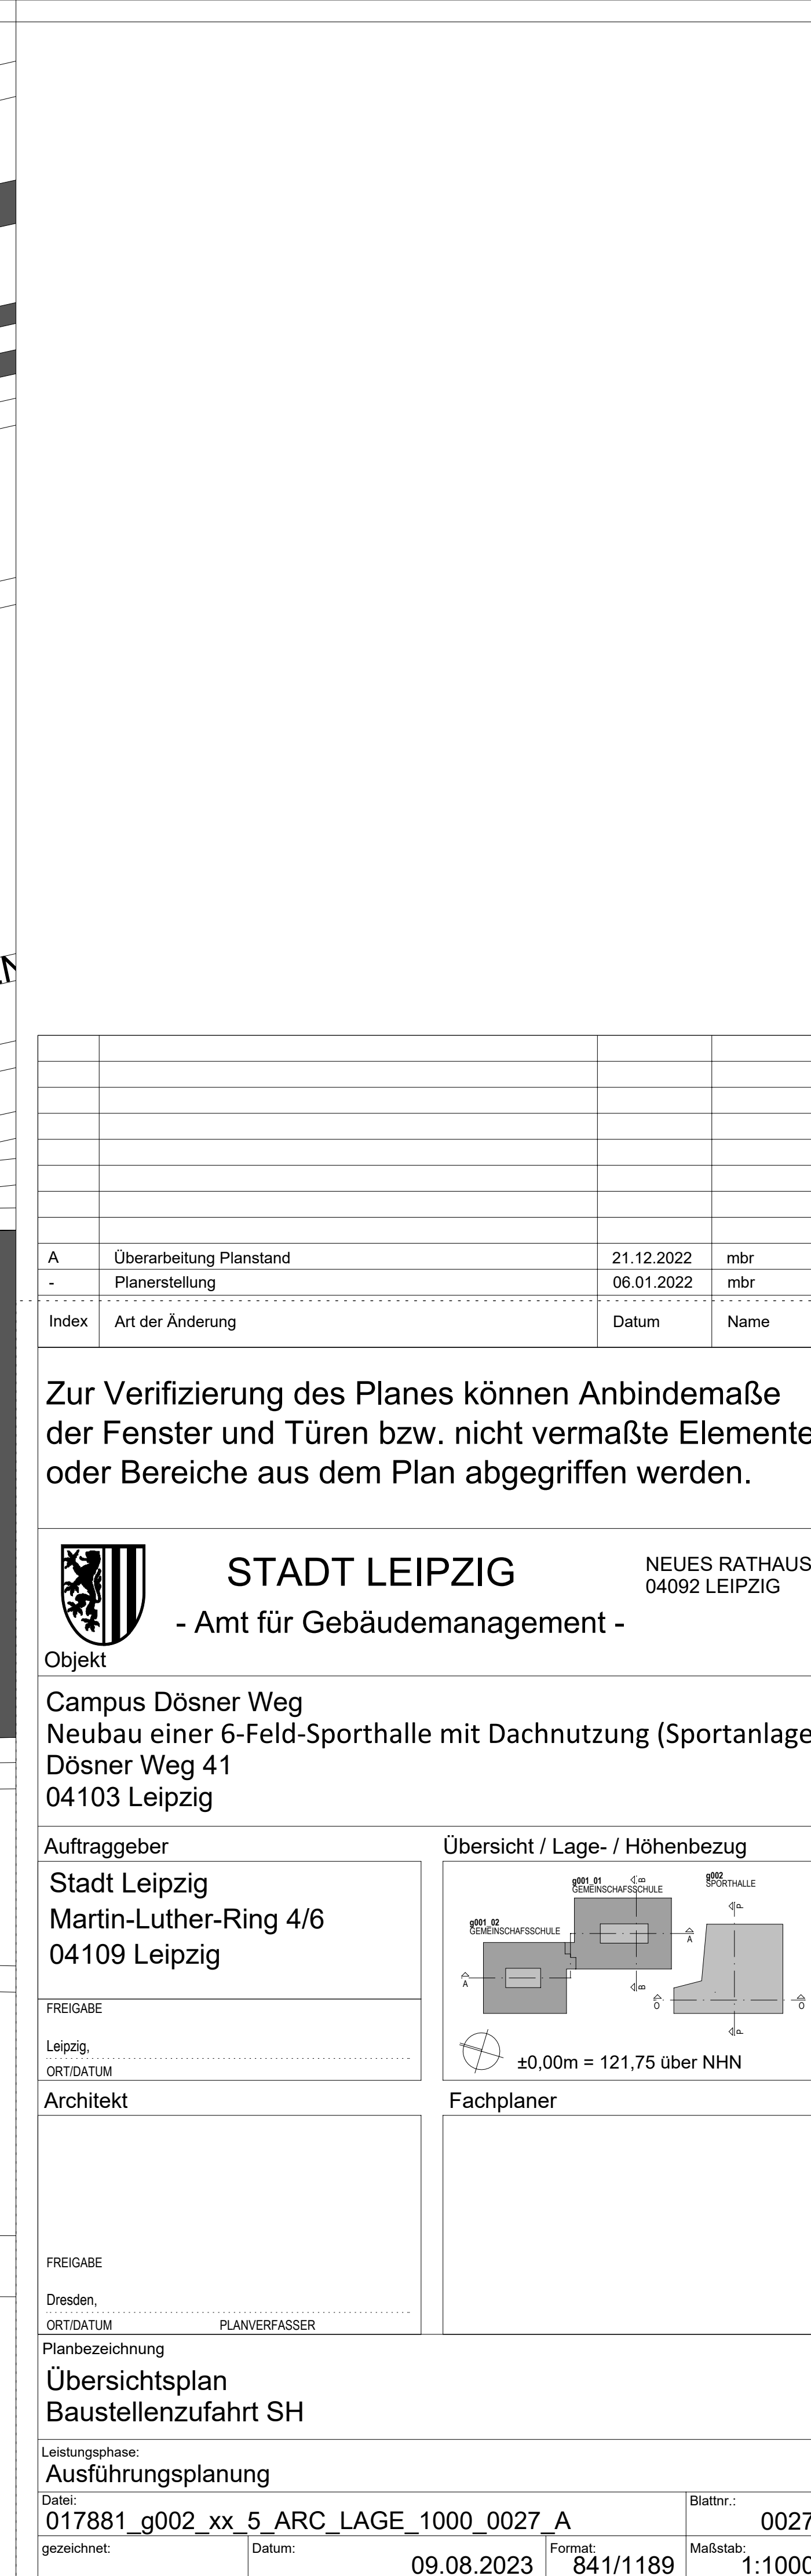 A Überarbeitung Planstand 21.12.2022 mbr
- Planerstellung 06.01.2022 mbr
Index Art der Änderung Datum Name
Zur Verifizierung des Planes können Anbindemaße
der Fenster und Türen bzw. nicht vermaßte Elemente
oder Bereiche aus dem Plan abgegriffen werden.
STADT LEIPZIG
- Amt für Gebäudemanagement -
NEUES RATHAUS
04092 LEIPZIG
Objekt
Campus Dösner Weg
Neubau einer 6-Feld-Sporthalle mit Dachnutzung (Sportanlage
Dösner Weg 41
04103 Leipzig
Auftraggeber
Stadt Leipzig
Martin-Luther-Ring 4/6
04109 Leipzig
FREIGABE
Leipzig,
ORT/DATUM
Übersicht / Lage- / Höhenbezug
g001_01
GEMEINSCHAFSSCHULE
g002
SPORTHALLE
g001_02
GEMEINSCHAFSSCHULE
B
P
A
A
B
O
O
P
±0,00m = 121,75 über NHN
Architekt
FREIGABE
Dresden,
ORT/DATUM PLANVERFASSER
Fachplaner
Planbezeichnung
Übersichtsplan
Baustellenzufahrt SH
Leistungsphase:
Ausführungsplanung
Datei:
017881_g002_xx_5_ARC_LAGE_1000_0027_A
Blattnr.:
0027
gezeichnet:
Datum:
09.08.2023
Format:
841/1189
Maßstab:
1:1000